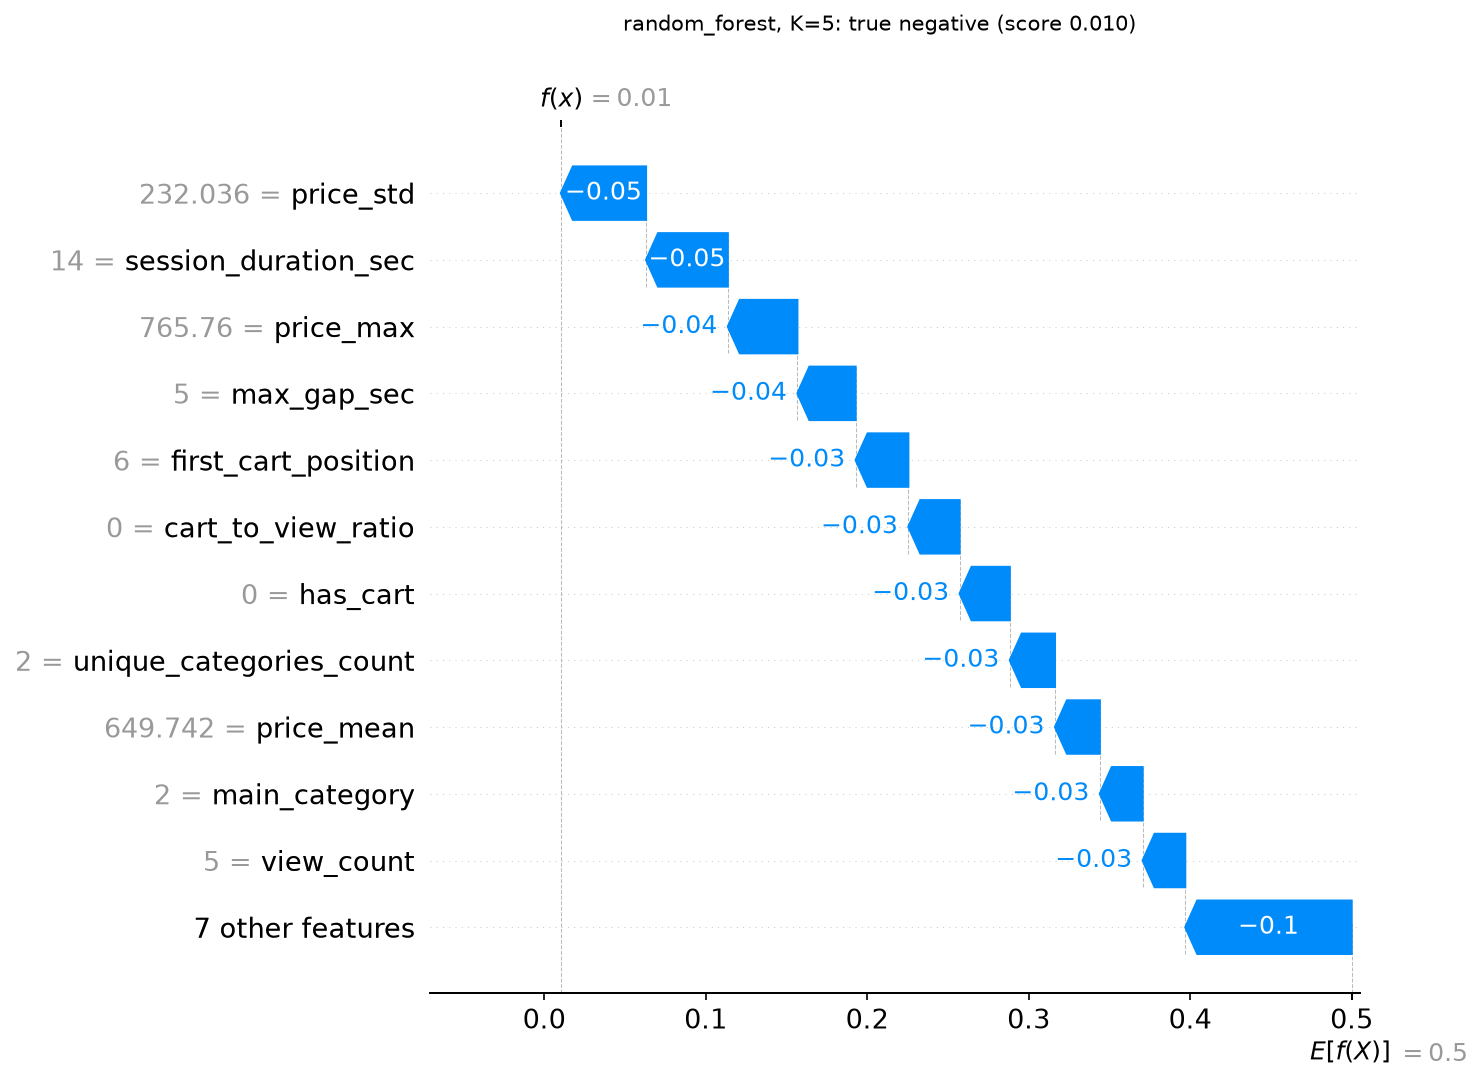 random_forest, K=5: true negative (score 0.010)
f(x) = 0.01
232.036 = price_std −0.05
14 = session_duration_sec −0.05
765.76 = price_max −0.04
5 = max_gap_sec −0.04
6 = first_cart_position −0.03
0 = cart_to_view_ratio −0.03
0 = has_cart −0.03
2 = unique_categories_count −0.03
649.742 = price_mean −0.03
2 = main_category −0.03
5 = view_count −0.03
7 other features −0.1
0.0 0.1 0.2 0.3 0.4 0.5
E[f(X)] = 0.5